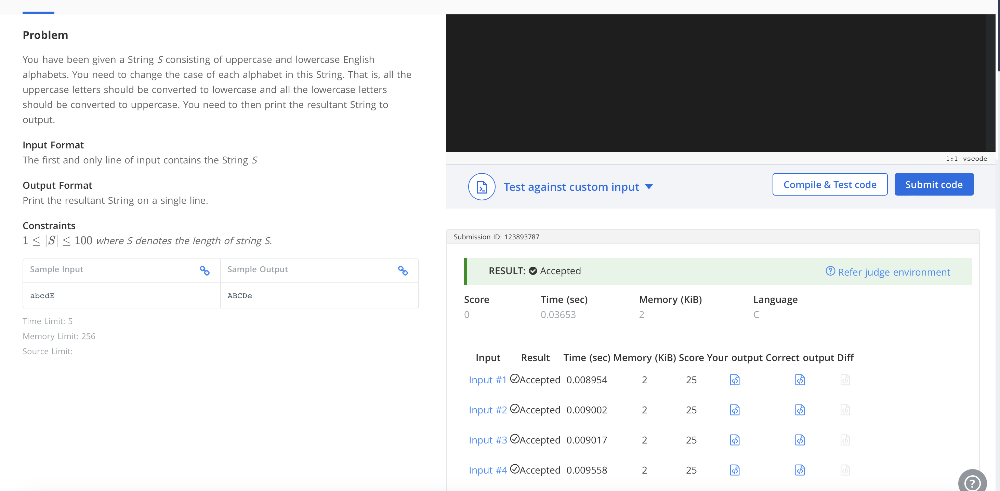 Problem
You have been given a String S consisting of uppercase and lowercase English
alphabets. You need to change the case of each alphabet in this String. That is, all the
uppercase letters should be converted to lowercase and all the lowercase letters
should be converted to uppercase. You need to then print the resultant String to
output.
Input Format
The first and only line of input contains the String S
Output Format
Print the resultant String on a single line.
Constraints
1 ≤ |S| ≤ 100 where S denotes the length of string S.
Sample Input Sample Output
abcdE ABCDe
Time Limit: 5
Memory Limit: 256
Source Limit:
1:1 vscode
Test against custom input
Compile & Test code
Submit code
Submission ID: 123893787
RESULT: Accepted
Refer judge environment
Score Time (sec) Memory (KiB) Language
0 0.03653 2 C
Input Result Time (sec) Memory (KiB) Score Your output Correct output Diff
Input #1 Accepted 0.008954 2 25
Input #2 Accepted 0.009002 2 25
Input #3 Accepted 0.009017 2 25
Input #4 Accepted 0.009558 2 25
?